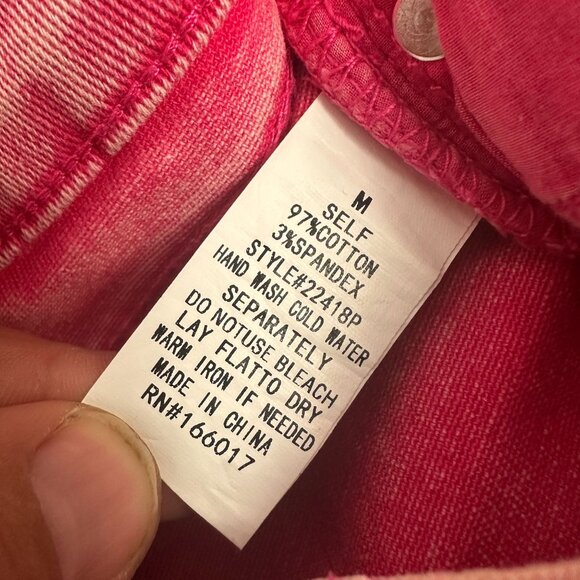 M
SELF
97%COTTON
3%SPANDEX
STYLE#22418P
HAND WASH COLD WATER
SEPARATELY
DO NOTUSE BLEACH
LAY FLATTO DRY
WARM IRON IF NEEDED
MADE IN CHINA
RN#166017